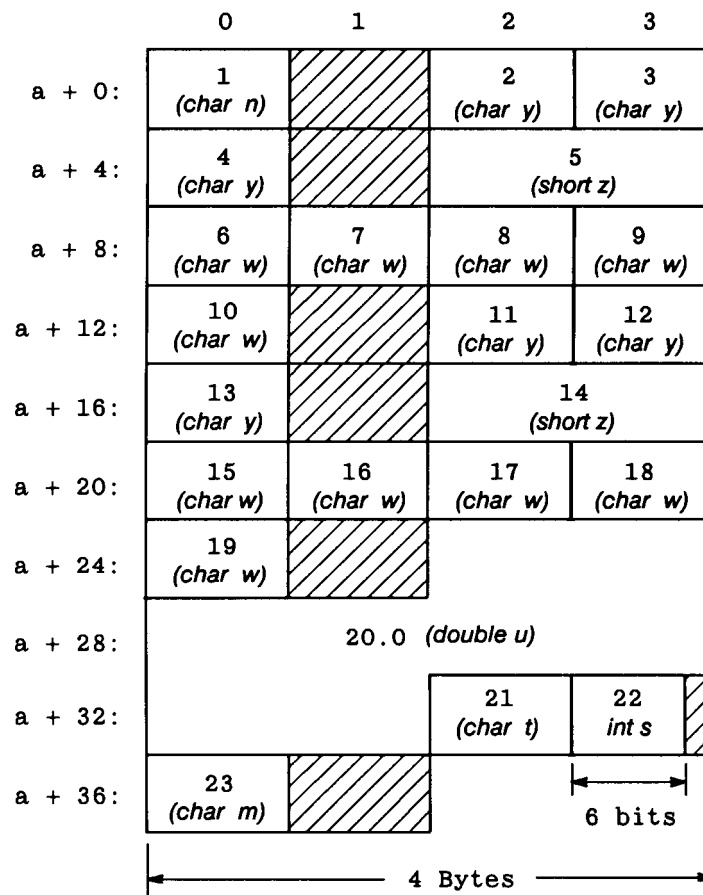 0 1 2 3
a + 0: 1 2 3
(char n) (char y) (char y)
a + 4: 4 5
(char y) (short z)
a + 8: 6 7 8 9
(char w) (char w) (char w) (char w)
a + 12: 10 11 12
(char w) (char y) (char y)
a + 16: 13 14
(char y) (short z)
a + 20: 15 16 17 18
(char w) (char w) (char w) (char w)
a + 24: 19
(char w)
a + 28: 20.0 (double u)
a + 32: 21 22
(char t) int s
a + 36: 23
(char m)
6 bits
4 Bytes